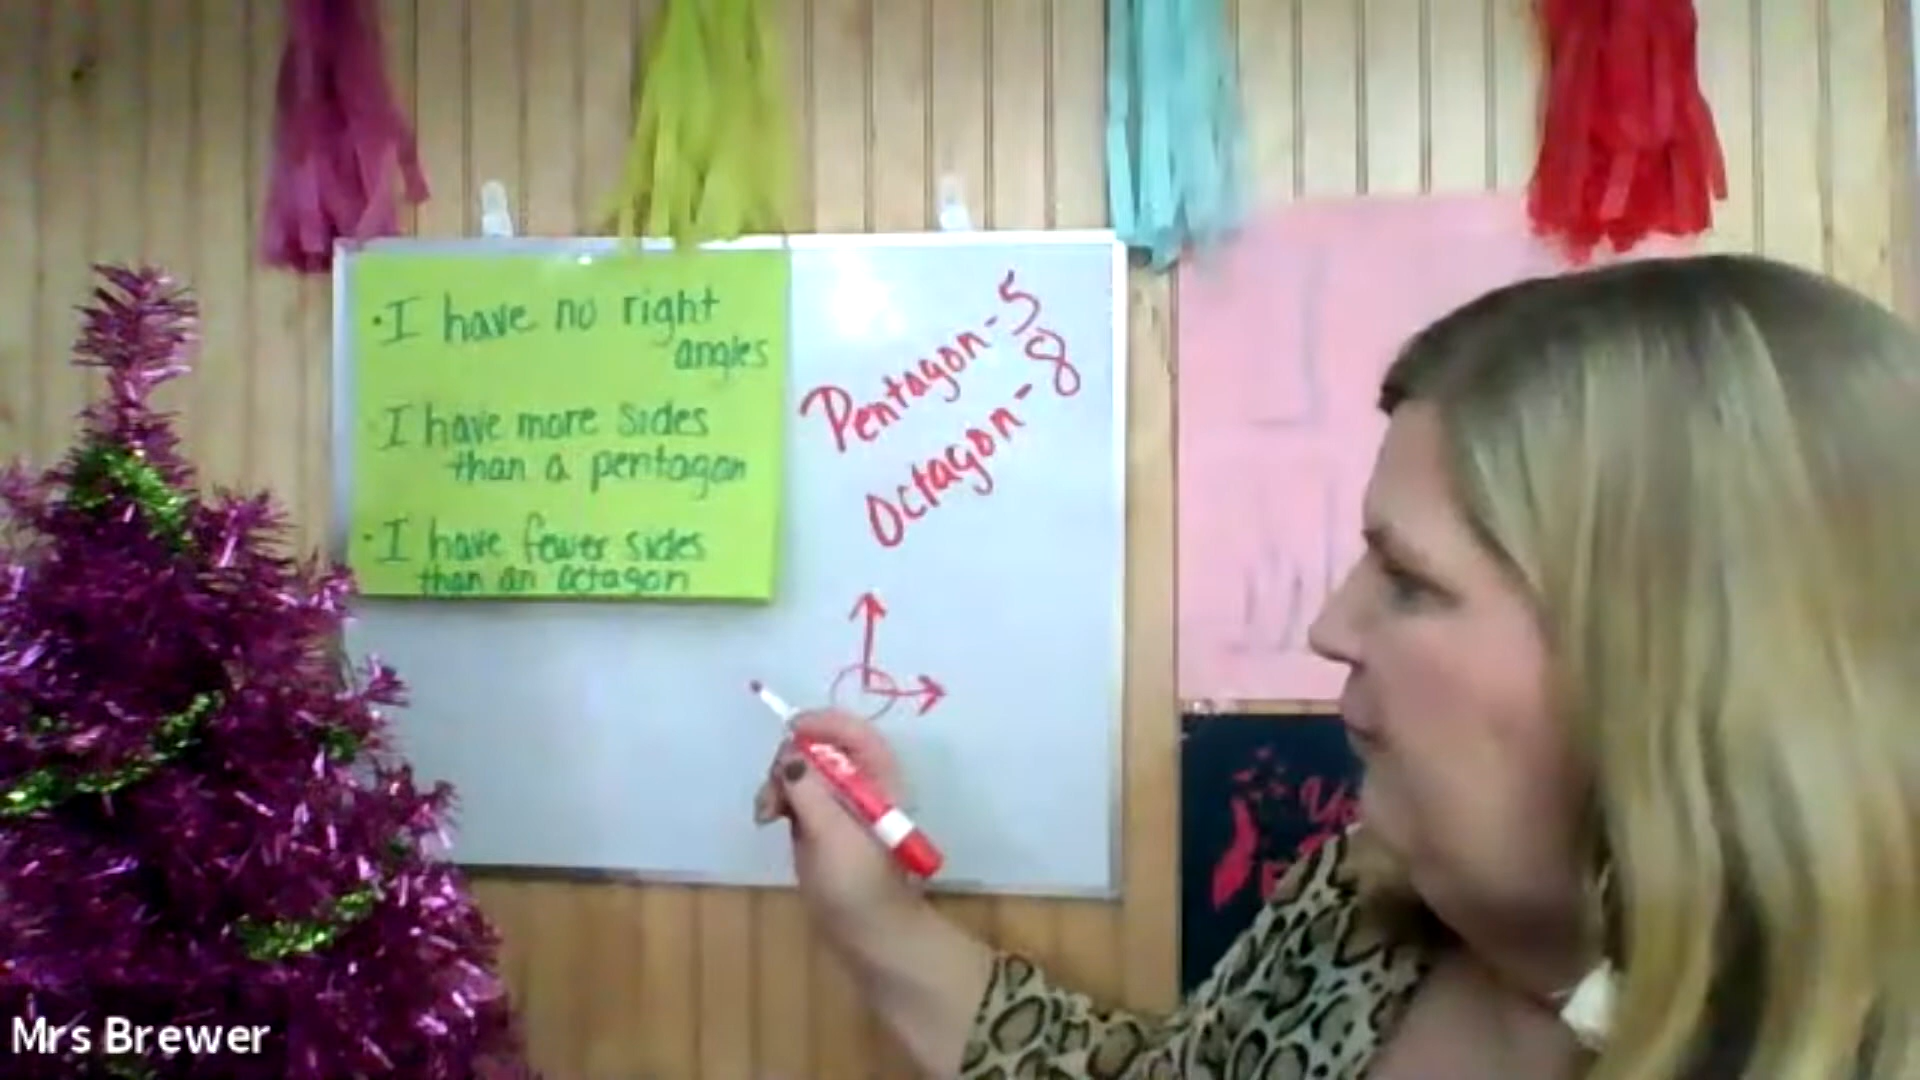 · I have no right
angles
I have more sides
than a pentagon
· I have fewer sides
than an octagon
Pentagon - 5
Octagon - 8
Mrs Brewer